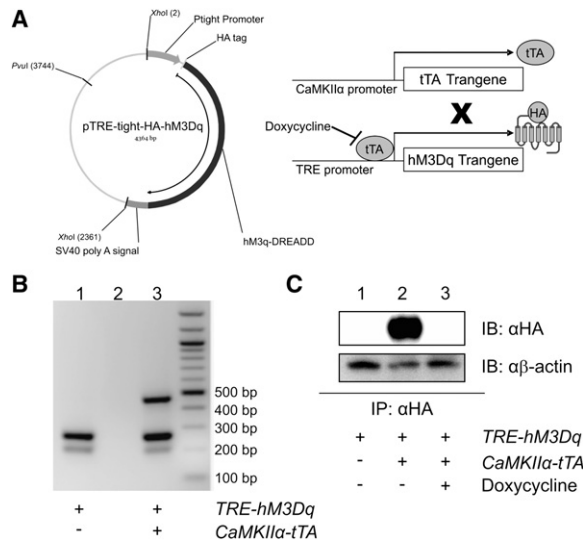 A
XhoI (2)
Ptight Promoter
HA tag
PvuI (3744)
pTRE-tight-HA-hM3Dq
XhoI (2361)
SV40 poly A signal
hM3q-DREADD
tTA
tTA Trangene
CaMKIIα promoter
X
Doxycycline
HA
tTA
hM3Dq Trangene
TRE promoter
B
1 2 3
500 bp
400 bp
300 bp
200 bp
100 bp
+ + TRE-hM3Dq
- + CaMKIIα-tTA
C
1 2 3
IB: αHA
IB: αβ-actin
IP: αHA
+ + + TRE-hM3Dq
- + + CaMKIIα-tTA
+ Doxycycline